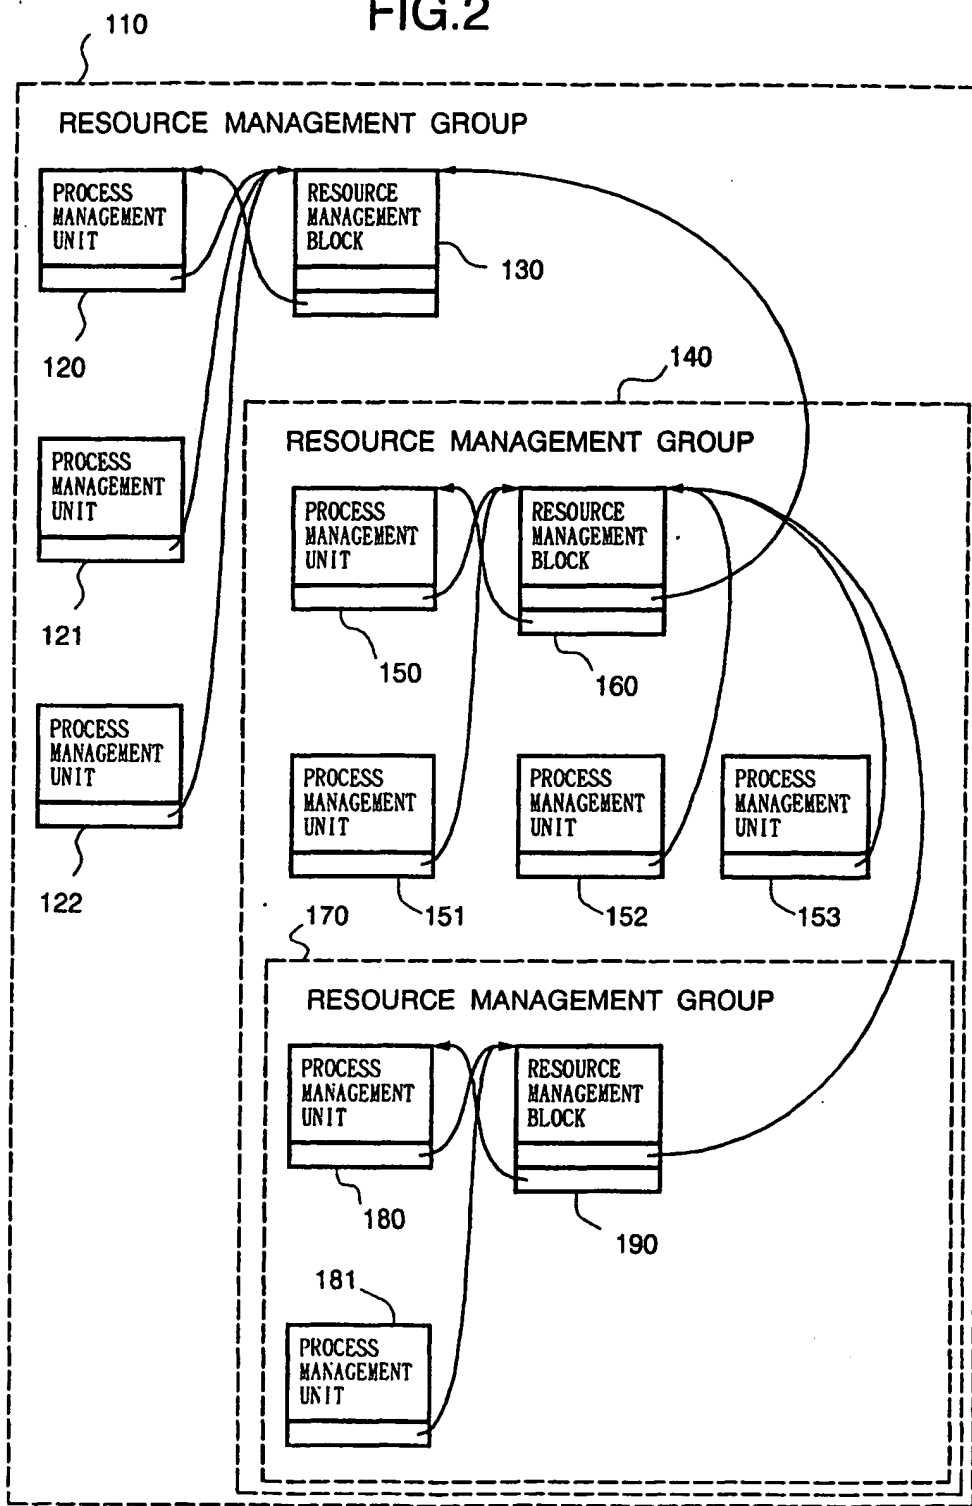 FIG.2
110
RESOURCE MANAGEMENT GROUP
PROCESS
MANAGEMENT
UNIT
RESOURCE
MANAGEMENT
BLOCK
130
120
140
RESOURCE MANAGEMENT GROUP
PROCESS
MANAGEMENT
UNIT
121
PROCESS
MANAGEMENT
UNIT
RESOURCE
MANAGEMENT
BLOCK
150
160
PROCESS
MANAGEMENT
UNIT
122
PROCESS
MANAGEMENT
UNIT
PROCESS
MANAGEMENT
UNIT
PROCESS
MANAGEMENT
UNIT
151
152
153
170
RESOURCE MANAGEMENT GROUP
PROCESS
MANAGEMENT
UNIT
RESOURCE
MANAGEMENT
BLOCK
180
190
181
PROCESS
MANAGEMENT
UNIT